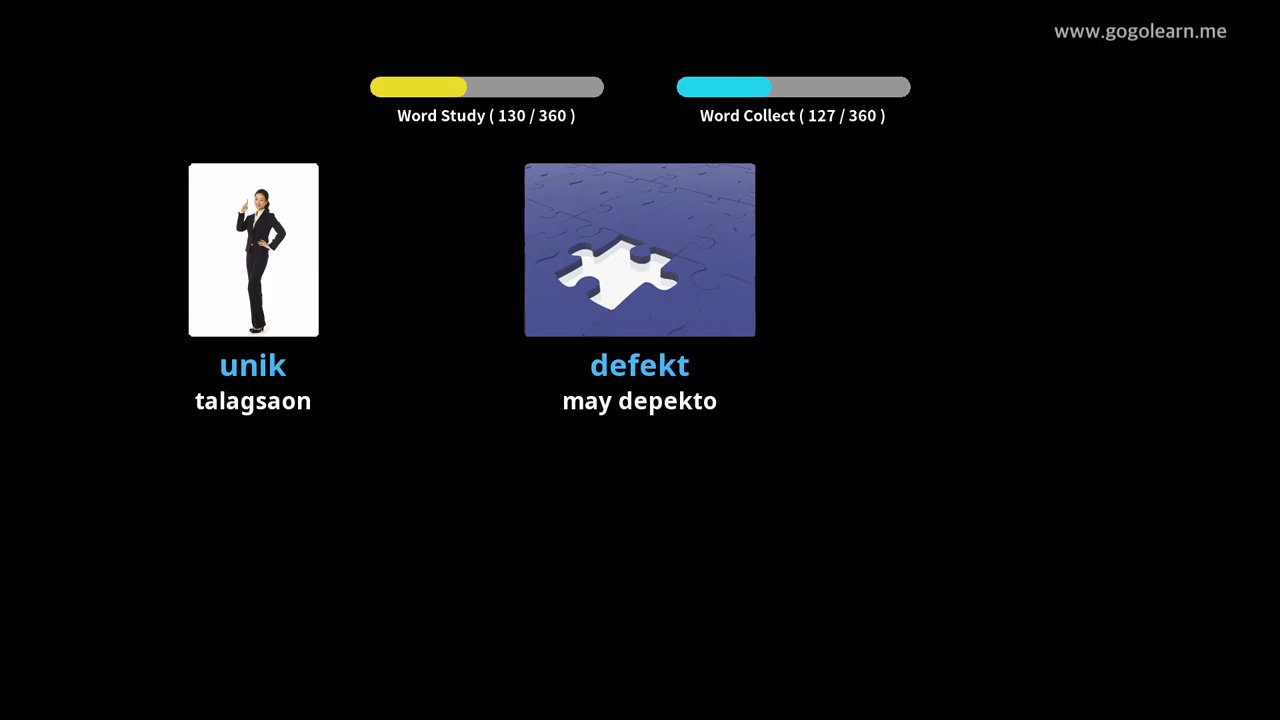 www.gogolearn.me
Word Study ( 130 / 360 )
Word Collect ( 127 / 360 )
unik
talagsaon
defekt
may depekto